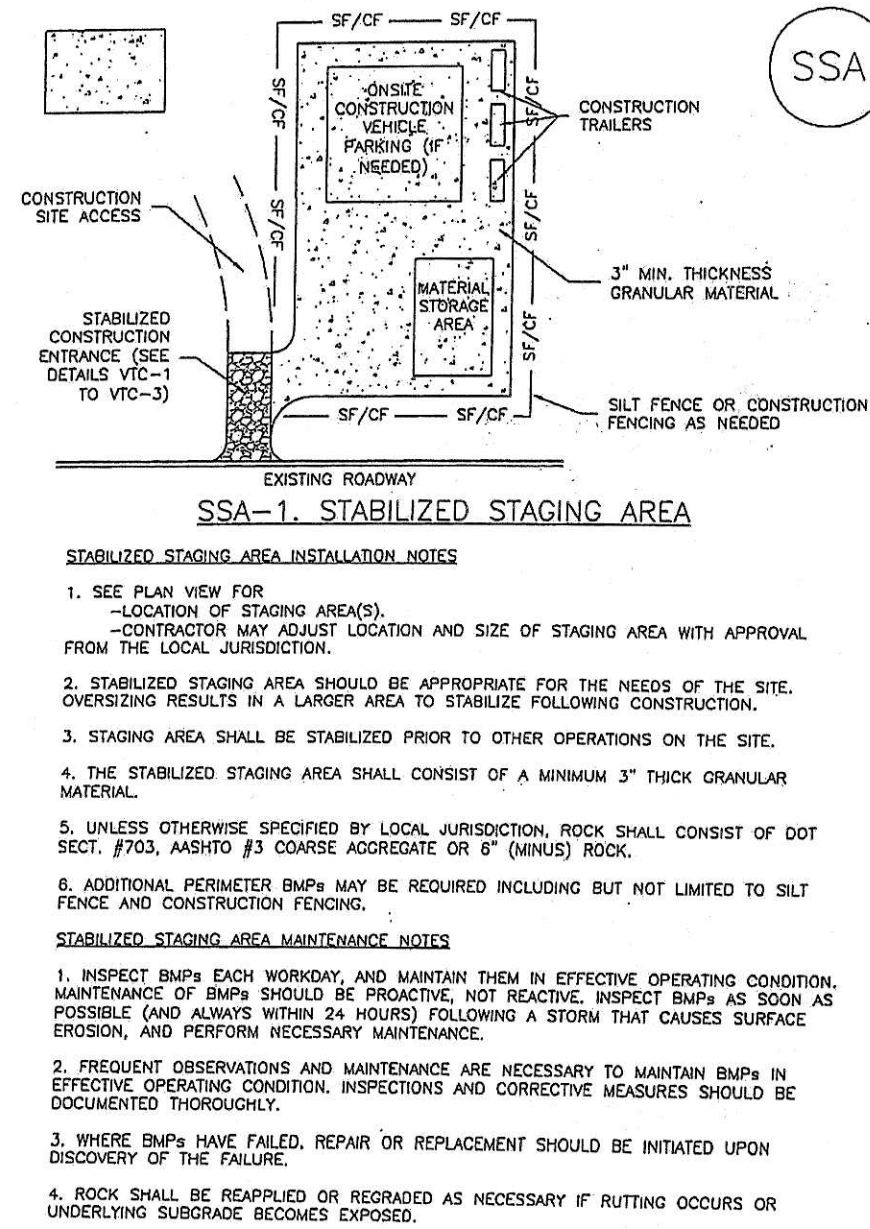 SF/CF SF/CF
SSA
ONSITE
CONSTRUCTION
VEHICLE
PARKING (IF
NEEDED)
SF/CF
SF/CF
SF/CF
SF/CF
SF/CF
CONSTRUCTION
TRAILERS
CONSTRUCTION
SITE ACCESS
3" MIN. THICKNESS
GRANULAR MATERIAL
MATERIAL
STORAGE
AREA
STABILIZED
CONSTRUCTION
ENTRANCE (SEE
DETAILS VTC-1
TO VTC-3)
SF/CF SF/CF
SILT FENCE OR CONSTRUCTION
FENCING AS NEEDED
EXISTING ROADWAY
SSA-1. STABILIZED STAGING AREA
STABILIZED STAGING AREA INSTALLATION NOTES
1. SEE PLAN VIEW FOR
-LOCATION OF STAGING AREA(S).
-CONTRACTOR MAY ADJUST LOCATION AND SIZE OF STAGING AREA WITH APPROVAL
FROM THE LOCAL JURISDICTION.
2. STABILIZED STAGING AREA SHOULD BE APPROPRIATE FOR THE NEEDS OF THE SITE.
OVERSIZING RESULTS IN A LARGER AREA TO STABILIZE FOLLOWING CONSTRUCTION.
3. STAGING AREA SHALL BE STABILIZED PRIOR TO OTHER OPERATIONS ON THE SITE.
4. THE STABILIZED STAGING AREA SHALL CONSIST OF A MINIMUM 3" THICK GRANULAR
MATERIAL.
5. UNLESS OTHERWISE SPECIFIED BY LOCAL JURISDICTION, ROCK SHALL CONSIST OF DOT
SECT. #703, AASHTO #3 COARSE AGGREGATE OR 6" (MINUS) ROCK.
6. ADDITIONAL PERIMETER BMPs MAY BE REQUIRED INCLUDING BUT NOT LIMITED TO SILT
FENCE AND CONSTRUCTION FENCING.
STABILIZED STAGING AREA MAINTENANCE NOTES
1. INSPECT BMPs EACH WORKDAY, AND MAINTAIN THEM IN EFFECTIVE OPERATING CONDITION.
MAINTENANCE OF BMPs SHOULD BE PROACTIVE, NOT REACTIVE. INSPECT BMPs AS SOON AS
POSSIBLE (AND ALWAYS WITHIN 24 HOURS) FOLLOWING A STORM THAT CAUSES SURFACE
EROSION, AND PERFORM NECESSARY MAINTENANCE.
2. FREQUENT OBSERVATIONS AND MAINTENANCE ARE NECESSARY TO MAINTAIN BMPs IN
EFFECTIVE OPERATING CONDITION. INSPECTIONS AND CORRECTIVE MEASURES SHOULD BE
DOCUMENTED THOROUGHLY.
3. WHERE BMPs HAVE FAILED, REPAIR OR REPLACEMENT SHOULD BE INITIATED UPON
DISCOVERY OF THE FAILURE.
4. ROCK SHALL BE REAPPLIED OR REGRADED AS NECESSARY IF RUTTING OCCURS OR
UNDERLYING SUBGRADE BECOMES EXPOSED.